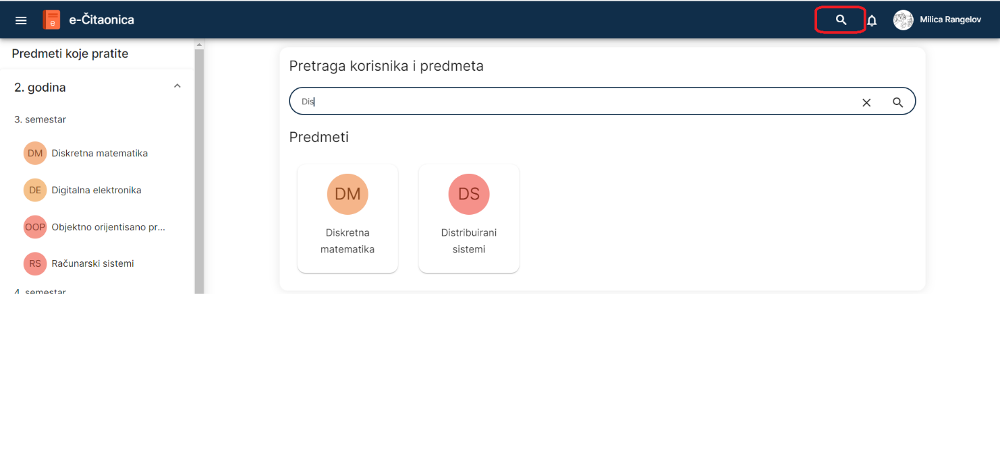 e
e-Čitaonica
Milica Rangelov
Predmeti koje pratite
2. godina
3. semestar
DM
Diskretna matematika
DE
Digitalna elektronika
OOP
Objektno orijentisano pr...
RS
Računarski sistemi
4. semestar
Pretraga korisnika i predmeta
Dis
Predmeti
DM
Diskretna
matematika
DS
Distribuirani
sistemi